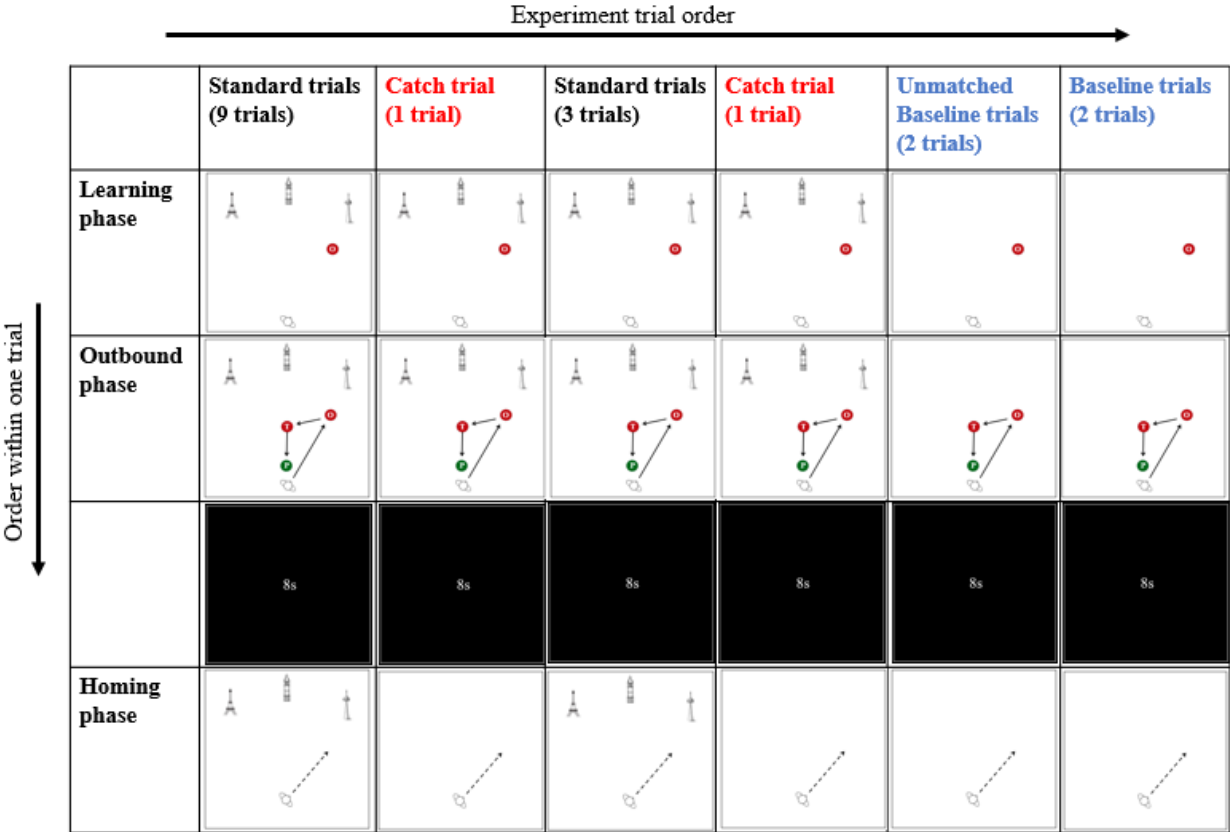 Experiment trial order
Standard trials
(9 trials)
Catch trial
(1 trial)
Standard trials
(3 trials)
Catch trial
(1 trial)
Unmatched
Baseline trials
(2 trials)
Baseline trials
(2 trials)
Order within one trial
Learning
phase
O
O
O
O
O
O
Outbound
phase
O
T
P
O
T
P
O
T
P
O
T
P
O
T
P
O
T
P
8s
8s
8s
8s
8s
8s
Homing
phase